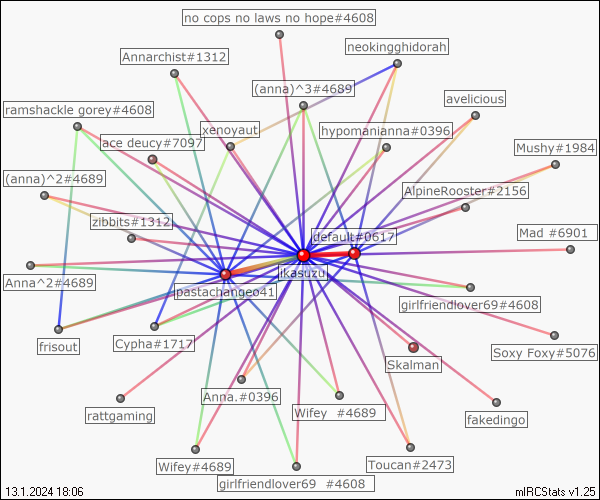 no cops no laws no hope#4608
neokingghidorah
Annarchist#1312
(anna)^3#4689
avelicious
ramshackle gorey#4608
xenoyaut
hypomanianna#0396
ace deucy#7097
Mushy#1984
(anna)^2#4689
AlpineRooster#2156
zibbits#1312
default#0617
Mad #6901
ikasuzu
Anna^2#4689
ipastachangeo41
girlfriendlover69#4608
frisout
Cypha#1717
Soxy Foxy#5076
Skalman
Anna.#0396
Wifey #4689
rattgaming
fakedingo
Wifey#4689
Toucan#2473
girlfriendlover69 #4608
13.1.2024 18:06
mIRCStats v1.25